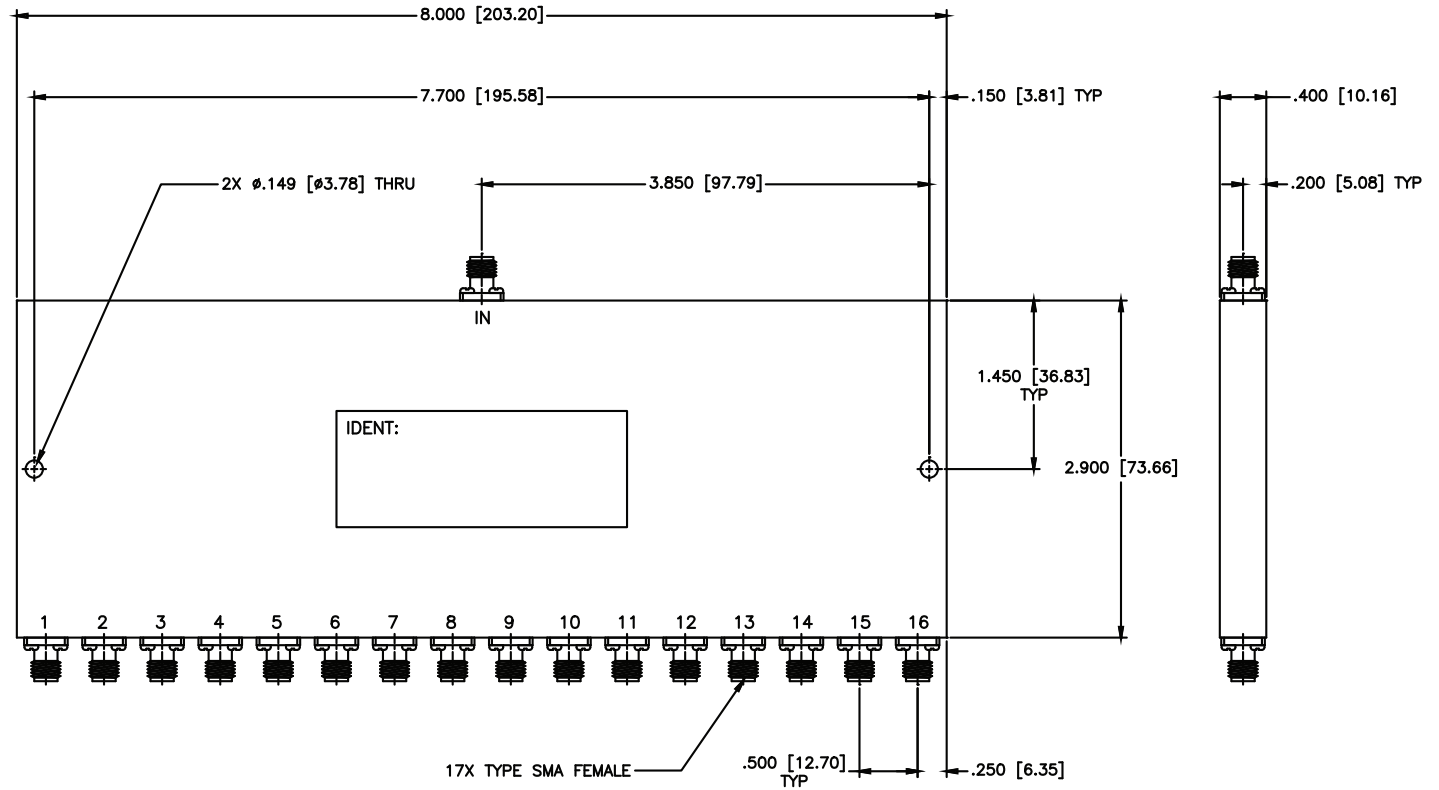 8.000 [203.20]
7.700 [195.58]
.150 [3.81] TYP
.400 [10.16]
2X ø.149 [ø3.78] THRU
3.850 [97.79]
.200 [5.08] TYP
IN
1.450 [36.83]
TYP
IDENT:
2.900 [73.66]
1 2 3 4 5 6 7 8 9 10 11 12 13 14 15 16
17X TYPE SMA FEMALE
.500 [12.70]
TYP
.250 [6.35]